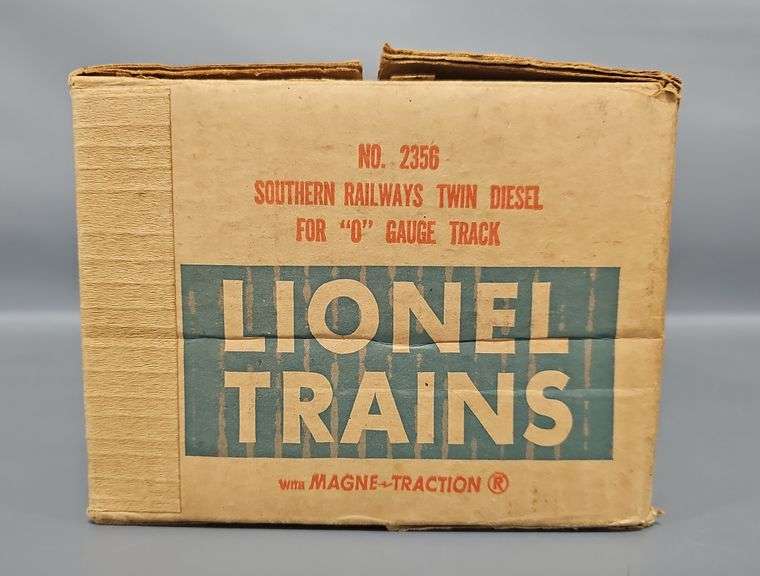 NO. 2356
SOUTHERN RAILWAYS TWIN DIESEL
FOR "O" GAUGE TRACK
LIONEL
TRAINS
WITH MAGNE-TRACTION ®